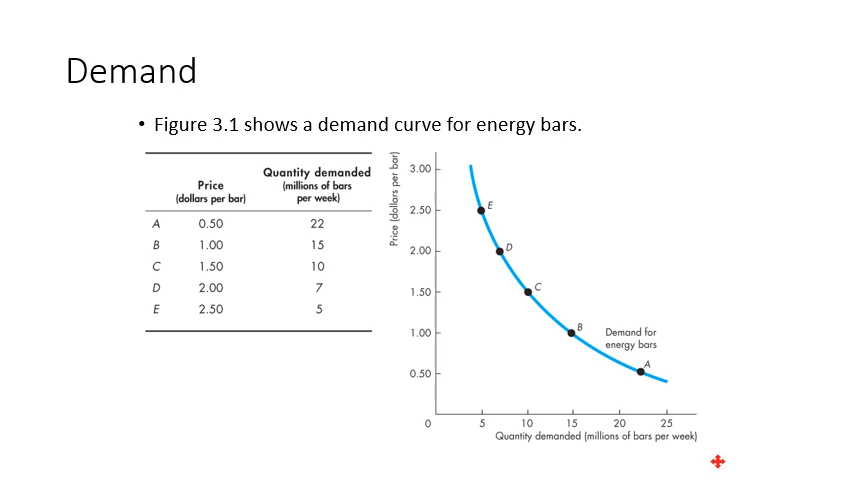 Demand
• Figure 3.1 shows a demand curve for energy bars.
Quantity demanded
Price (millions of bars
(dollars per bar) per week)
A 0.50 22
B 1.00 15
C 1.50 10
D 2.00 7
E 2.50 5
Price (dollars per bar)
3.00
2.50
2.00
1.50
1.00
0.50
E
D
C
B
A
Demand for
energy bars
0 5 10 15 20 25
Quantity demanded (millions of bars per week)